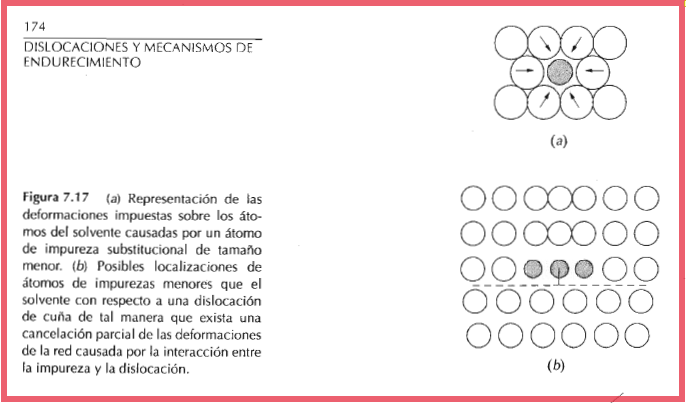 174
DISLOCACIONES Y MECANISMOS DE
ENDURECIMIENTO
(a)
Figura 7.17 (a) Representación de las
deformaciones impuestas sobre los áto-
mos del solvente causadas por un átomo
de impureza substitucional de tamaño
menor. (b) Posibles localizaciones de
átomos de impurezas menores que el
solvente con respecto a una dislocación
de cuña de tal manera que exista una
cancelación parcial de las deformaciones
de la red causada por la interacción entre
la impureza y la dislocación.
(b)